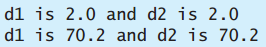 d1 is 2.0 and d2 is 2.0
d1 is 70.2 and d2 is 70.2